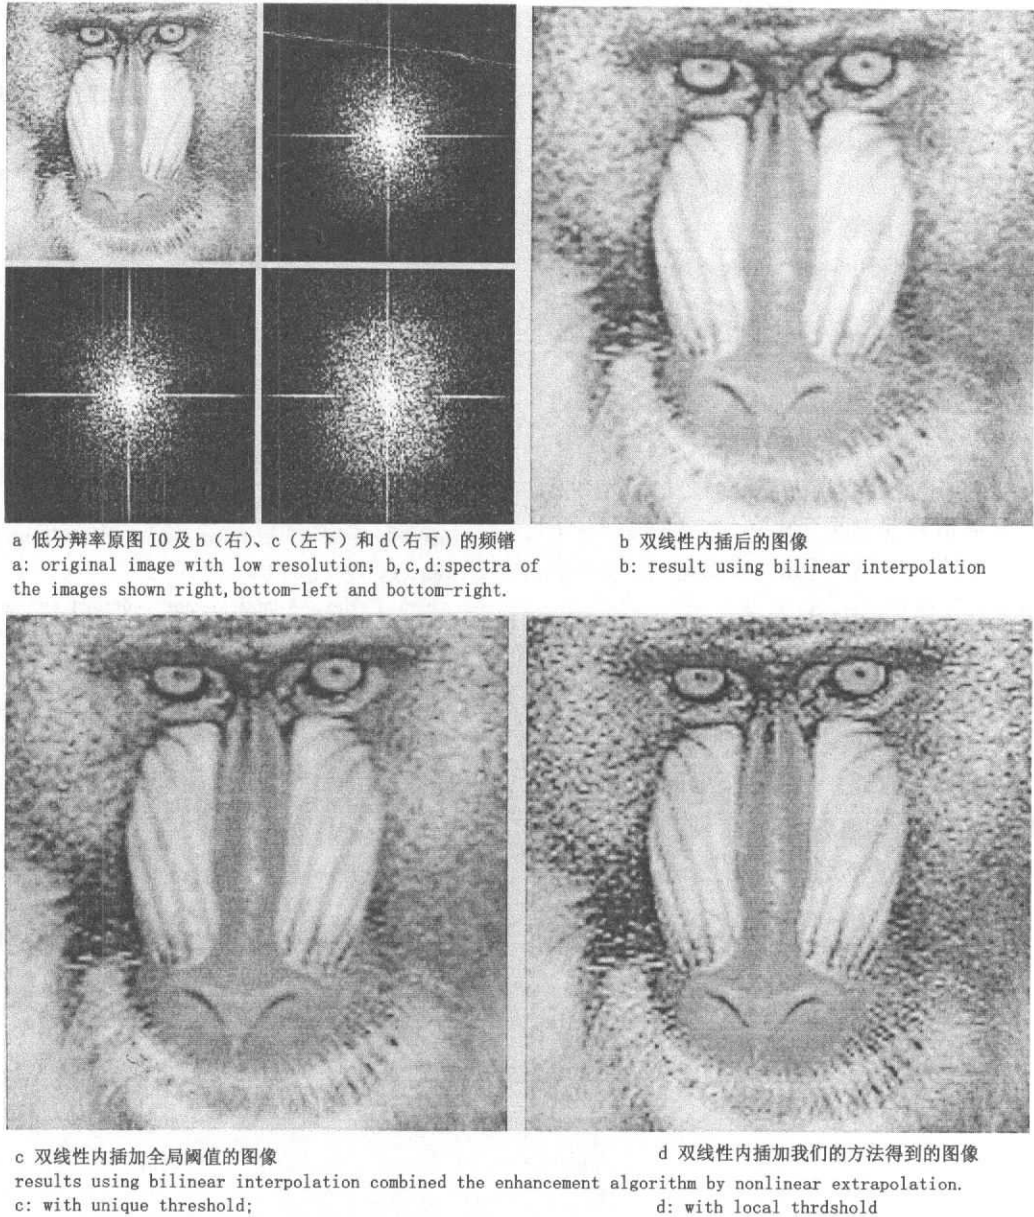 a 低分辩率原图 I0 及 b（右）、c（左下）和 d(右下) 的频谱
a: original image with low resolution; b,c,d:spectra of
the images shown right,bottom-left and bottom-right.
b 双线性内插后的图像
b: result using bilinear interpolation
c 双线性内插加全局阈值的图像
d 双线性内插加我们的方法得到的图像
results using bilinear interpolation combined the enhancement algorithm by nonlinear extrapolation.
c: with unique threshold;
d: with local thrdshold